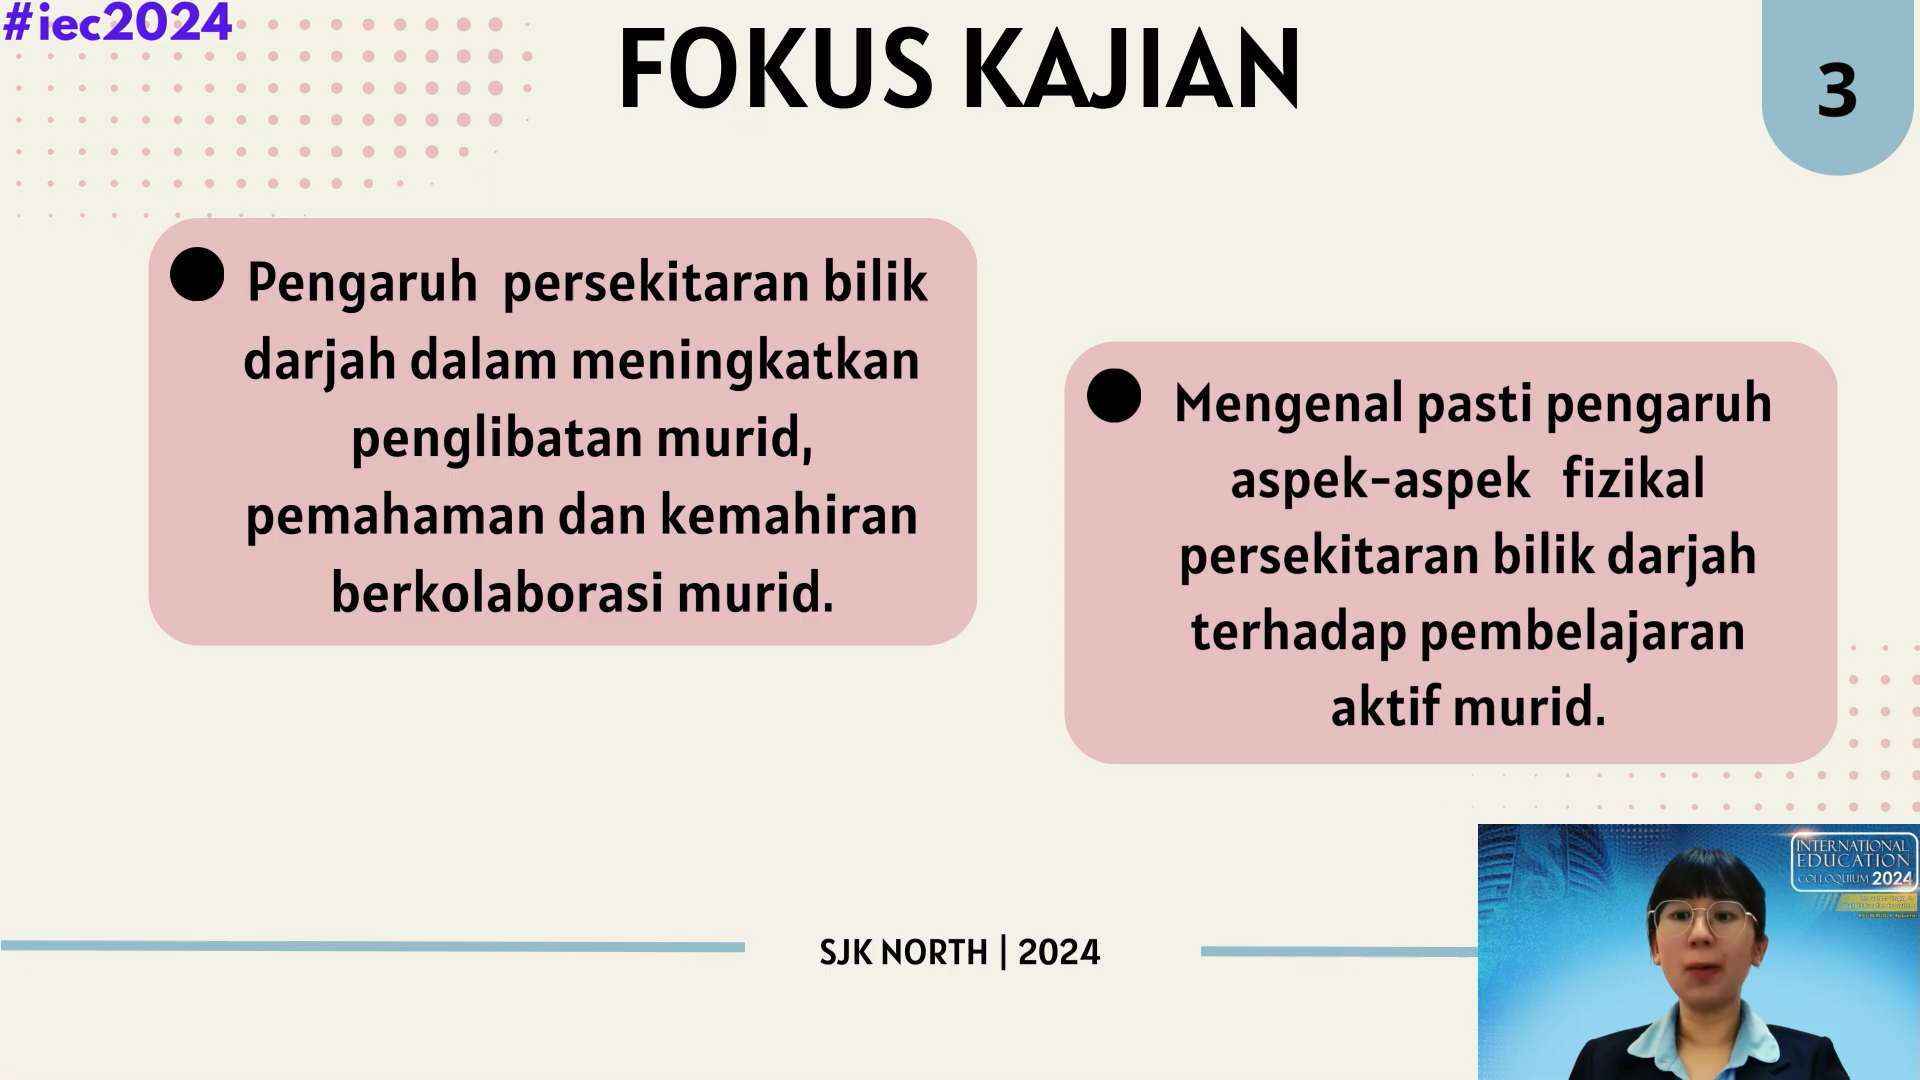 #iec2024
FOKUS KAJIAN
3
Pengaruh persekitaran bilik
darjah dalam meningkatkan
penglibatan murid,
pemahaman dan kemahiran
berkolaborasi murid.
Mengenal pasti pengaruh
aspek-aspek fizikal
persekitaran bilik darjah
terhadap pembelajaran
aktif murid.
SJK NORTH | 2024
INTERNATIONAL
EDUCATION
COLLOQUIUM 2024